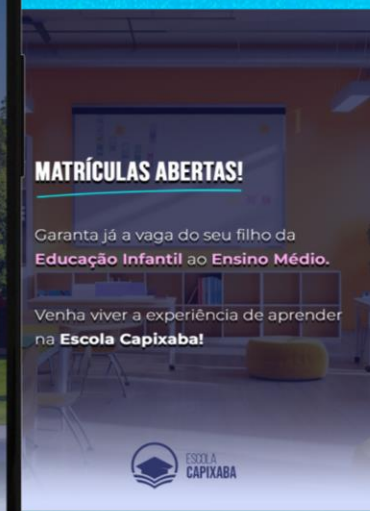 MATRÍCULAS ABERTAS!
Garanta já a vaga do seu filho da
Educação Infantil ao Ensino Médio.
Venha viver a experiência de aprender
na Escola Capixaba!
ESCOLA
CAPIXABA